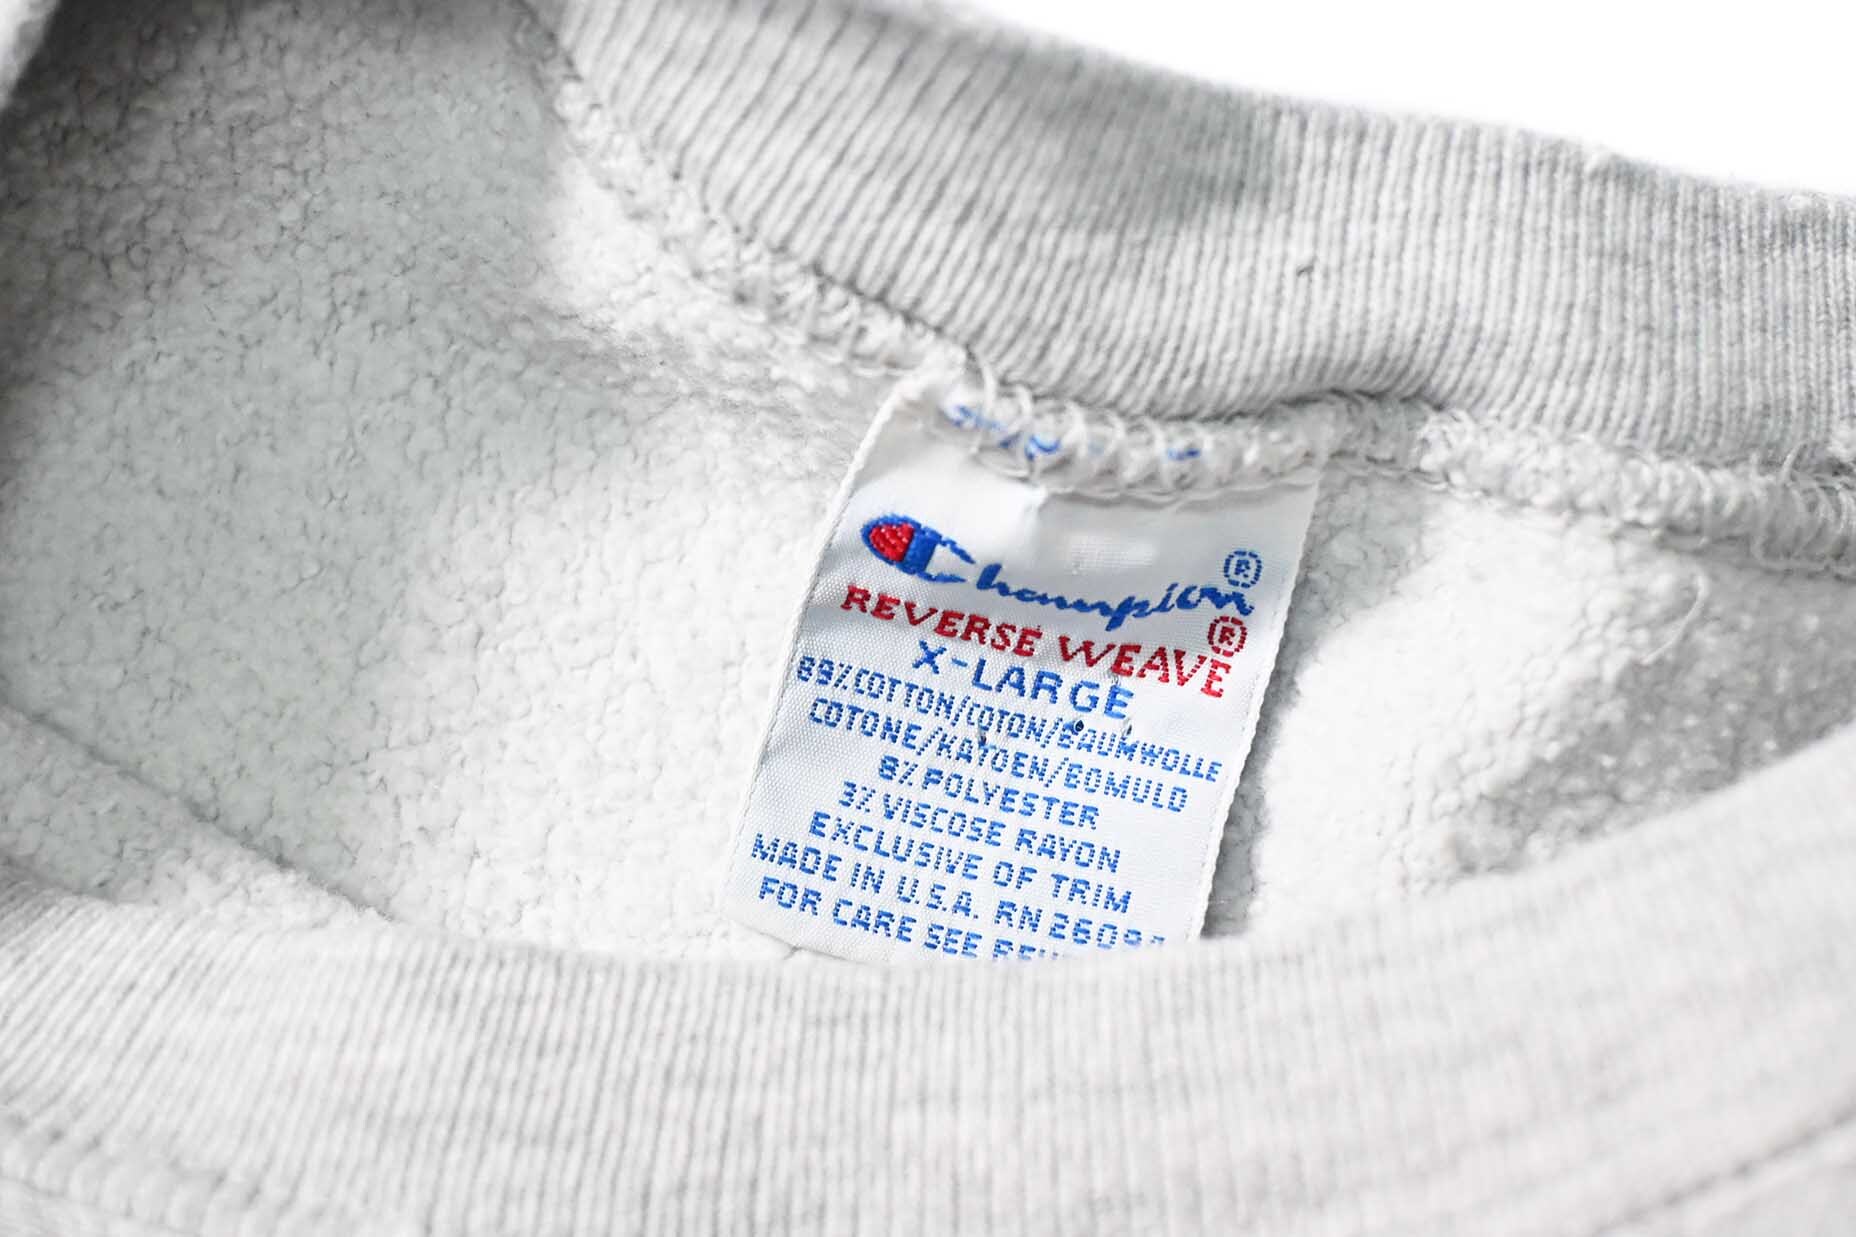 Champion®
REVERSE WEAVE®
X-LARGE
89% COTTON/COTON/BAUMWOLLE
COTONE/KATOEN/BOMULD
8% POLYESTER
3% VISCOSE RAYON
EXCLUSIVE OF TRIM
MADE IN U.S.A. RN
FOR CARE SEE